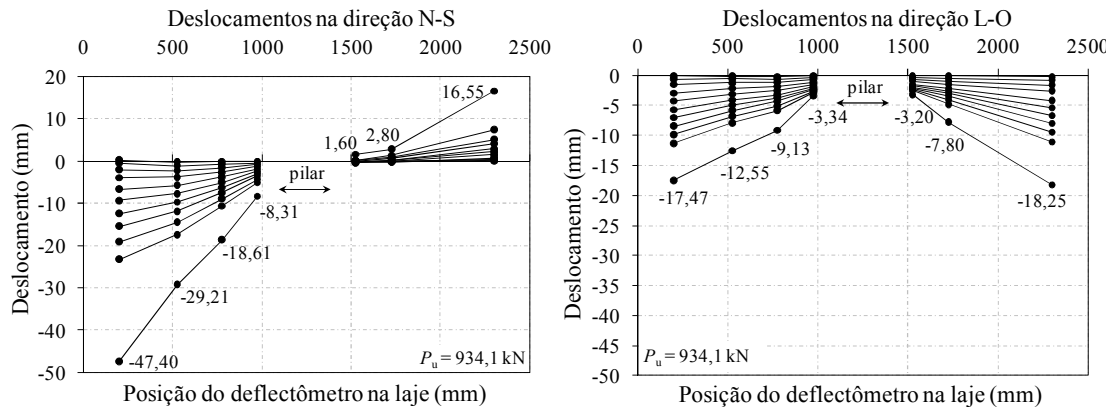 Deslocamentos na direção N-S
0 500 1000 1500 2000 2500
20
10
0
-10
-20
-30
-40
-50
Deslocamento (mm)
16,55
1,60
2,80
pilar
-8,31
-18,61
-29,21
-47,40
P_u = 934,1 kN
Posição do deflectômetro na laje (mm)
Deslocamentos na direção L-O
0 500 1000 1500 2000 2500
0
-5
-10
-15
-20
-25
-30
-35
-40
-45
-50
Deslocamento (mm)
pilar
-3,34
-3,20
-9,13
-7,80
-12,55
-17,47
-18,25
P_u = 934,1 kN
Posição do deflectômetro na laje (mm)